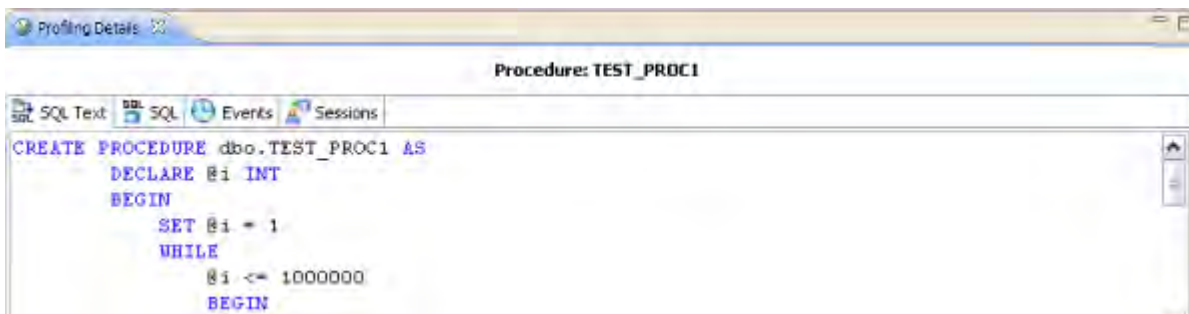 Profiling Details
Procedure: TEST_PROC1
SQL Text SQL Events Sessions
CREATE PROCEDURE dbo.TEST_PROC1 AS
DECLARE @i INT
BEGIN
SET @i = 1
WHILE
@i <= 1000000
BEGIN